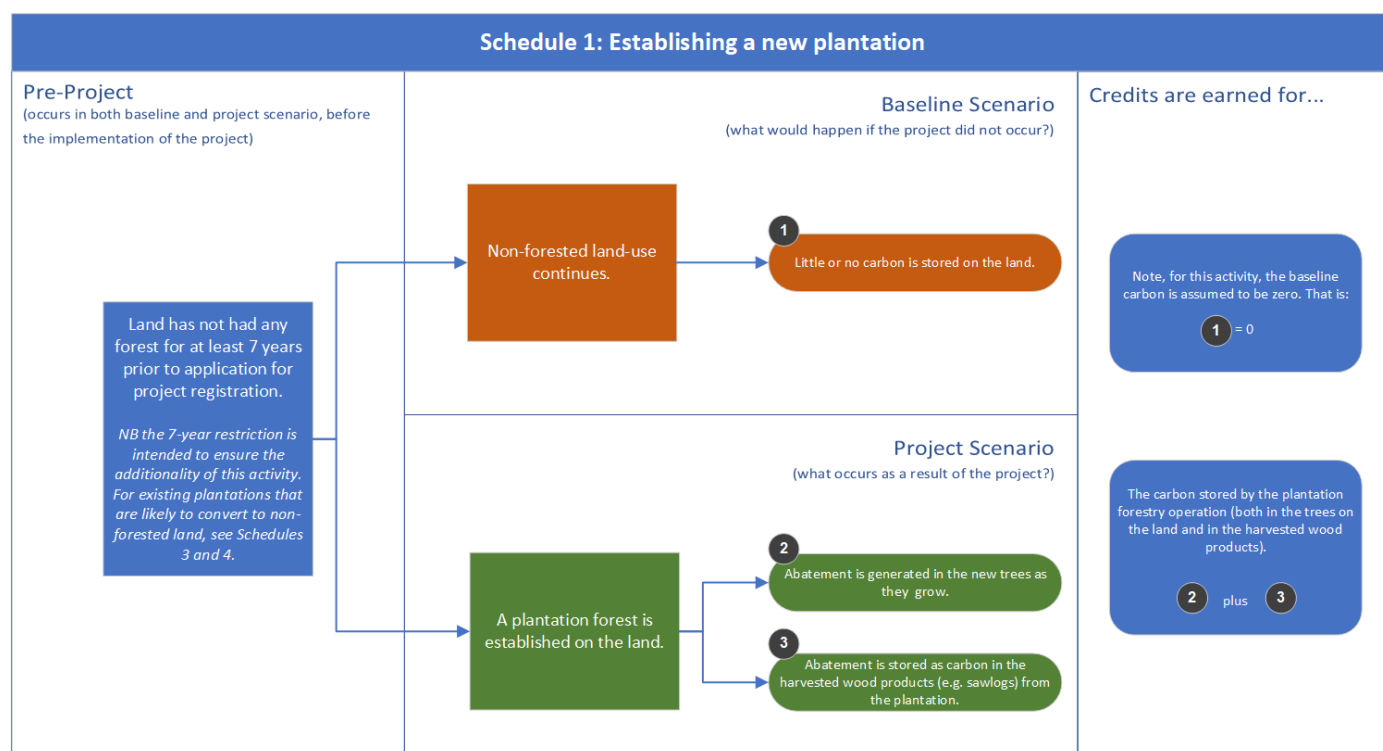 Schedule 1: Establishing a new plantation
Pre-Project
(occurs in both baseline and project scenario, before
the implementation of the project)
Land has not had any
forest for at least 7 years
prior to application for
project registration.
NB the 7-year restriction is
intended to ensure the
additionality of this activity.
For existing plantations that
are likely to convert to non-
forested land, see Schedules
3 and 4.
Baseline Scenario
(what would happen if the project did not occur?)
Non-forested land-use
continues.
1
Little or no carbon is stored on the land.
Project Scenario
(what occurs as a result of the project?)
A plantation forest is
established on the land.
2
Abatement is generated in the new trees as
they grow.
3
Abatement is stored as carbon in the
harvested wood products (e.g. sawlogs) from
the plantation.
Credits are earned for...
Note, for this activity, the baseline
carbon is assumed to be zero. That is:
1 = 0
The carbon stored by the plantation
forestry operation (both in the trees on
the land and in the harvested wood
products).
2 plus 3